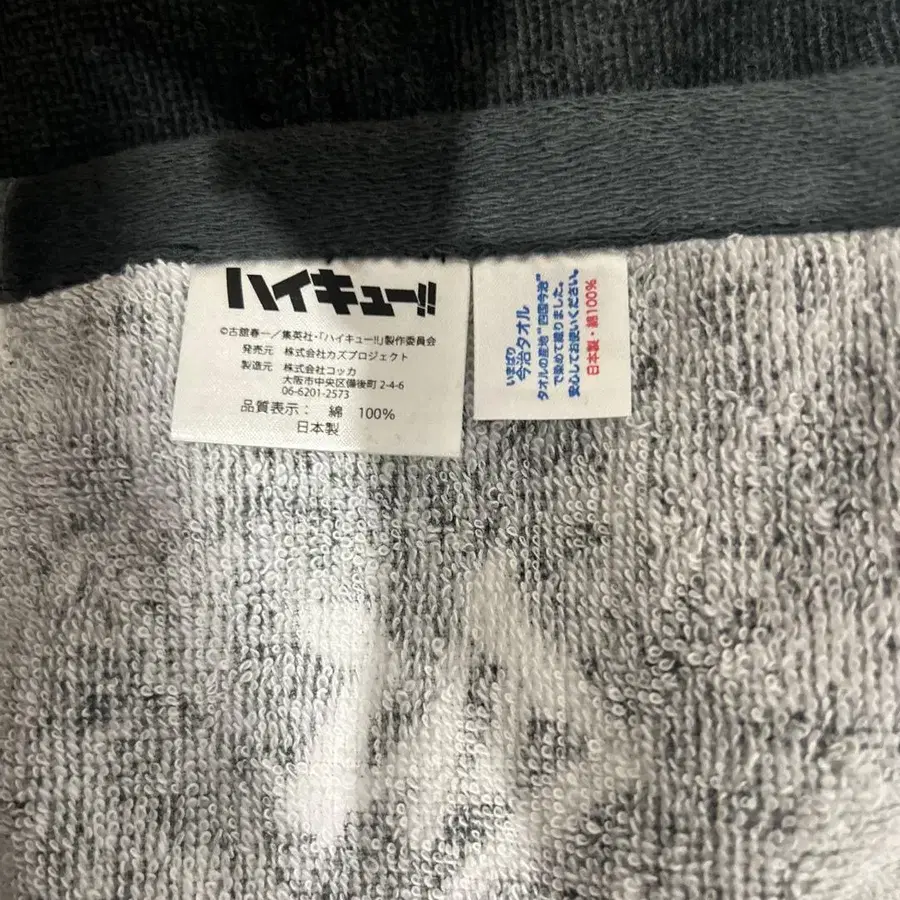 ハイキュー!!
©古舘春一／集英社・「ハイキュー!!」製作委員会
発売元 株式会社カズプロジェクト
製造元 株式会社コッカ
大阪市中央区備後町2-4-6
06-6201-2573
品質表示： 綿 100%
日本製
いまばり
今治タオル
タオルの産地"四国今治"
で染めて織りました。
安心してお使いください。
日本製・綿100%